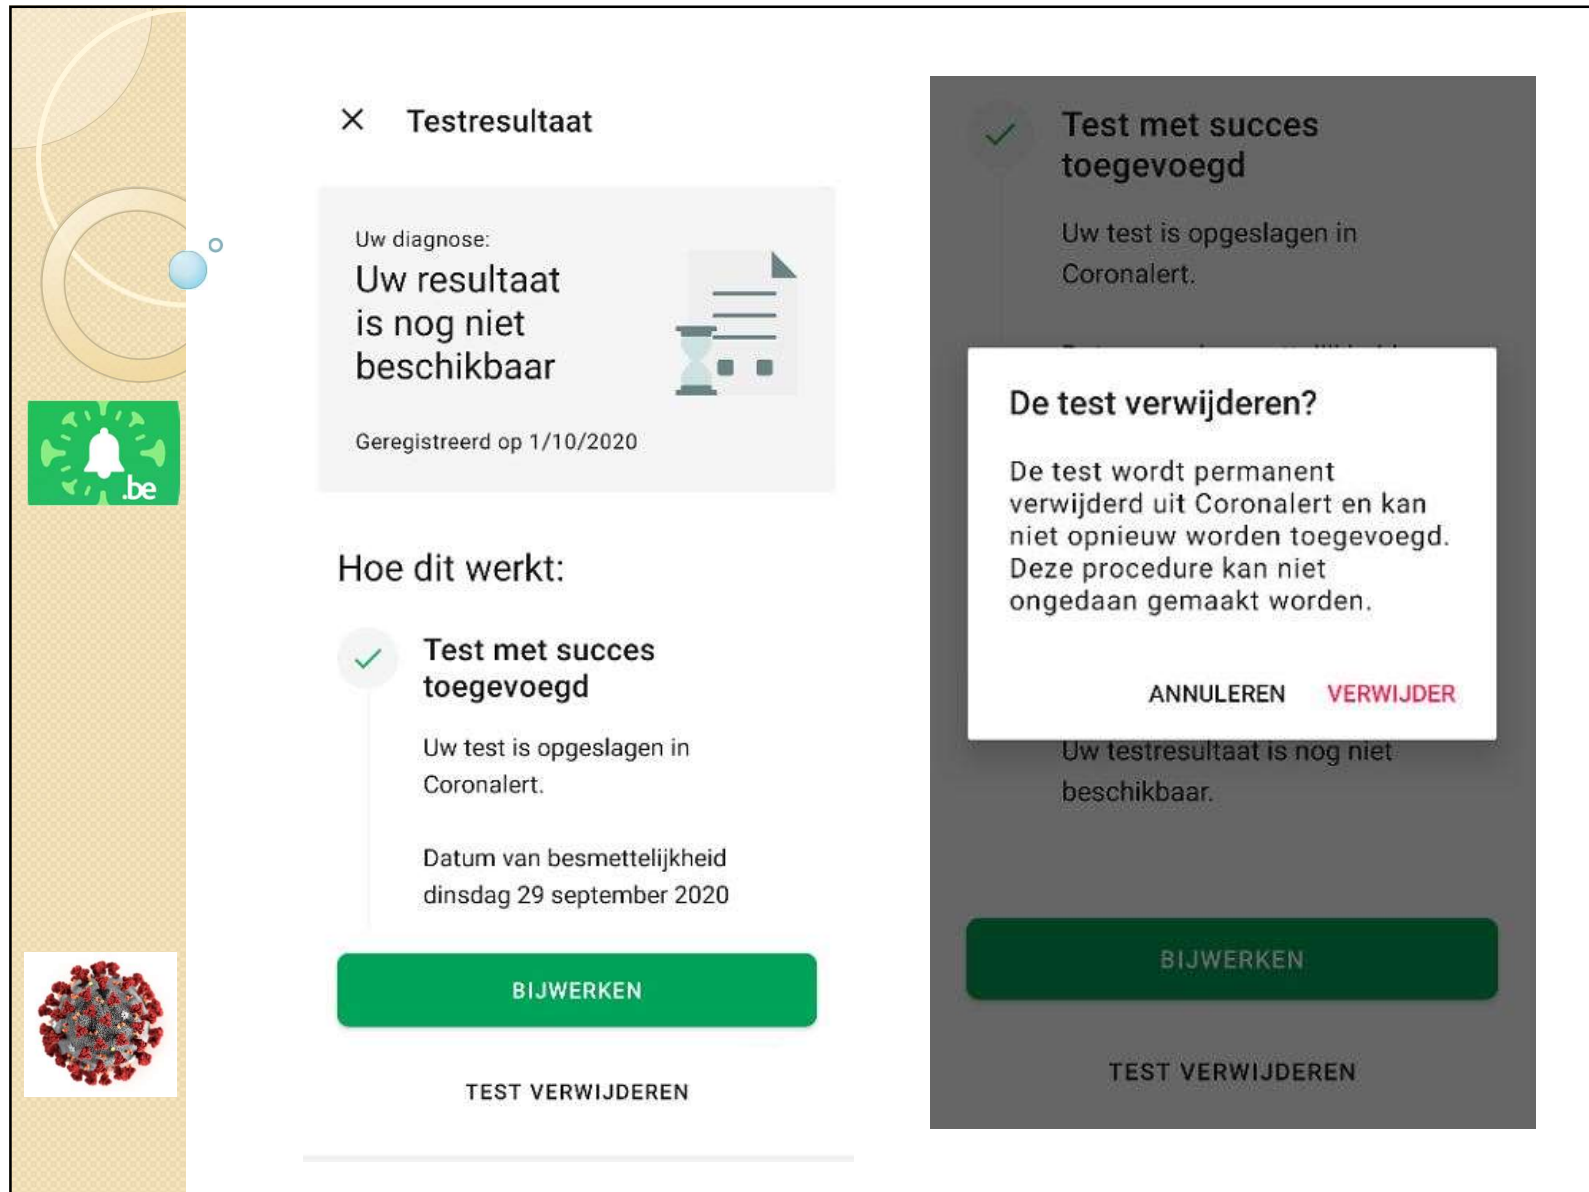 Testresultaat
Uw diagnose:
Uw resultaat
is nog niet
beschikbaar
Geregistreerd op 1/10/2020
Hoe dit werkt:
Test met succes
toegevoegd
Uw test is opgeslagen in
Coronalert.
Datum van besmettelijkheid
dinsdag 29 september 2020
BIJWERKEN
TEST VERWIJDEREN
.be
Test met succes
toegevoegd
Uw test is opgeslagen in
Coronalert.
De test verwijderen?
De test wordt permanent
verwijderd uit Coronalert en kan
niet opnieuw worden toegevoegd.
Deze procedure kan niet
ongedaan gemaakt worden.
ANNULEREN VERWIJDER
Uw testresultaat is nog niet
beschikbaar.
BIJWERKEN
TEST VERWIJDEREN